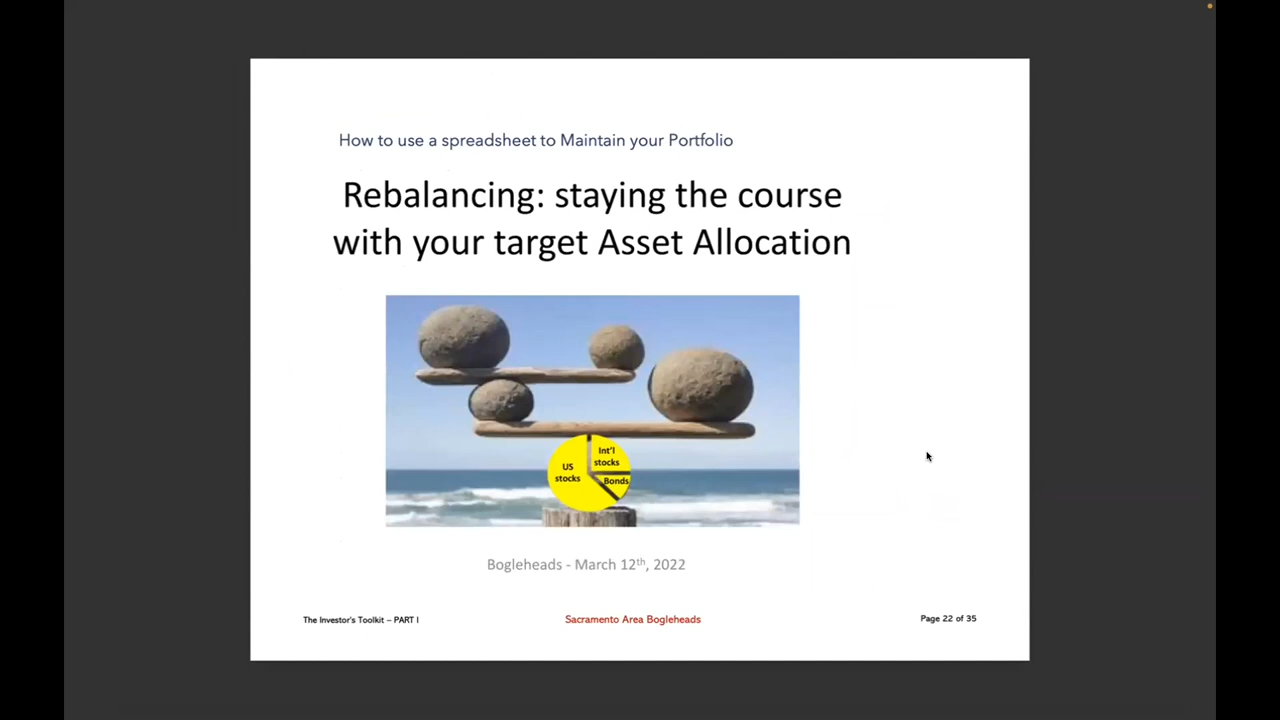 How to use a spreadsheet to Maintain your Portfolio
Rebalancing: staying the course
with your target Asset Allocation
US
stocks
Int'l
stocks
Bonds
Bogleheads - March 12th, 2022
The Investor's Toolkit – PART I
Sacramento Area Bogleheads
Page 22 of 35